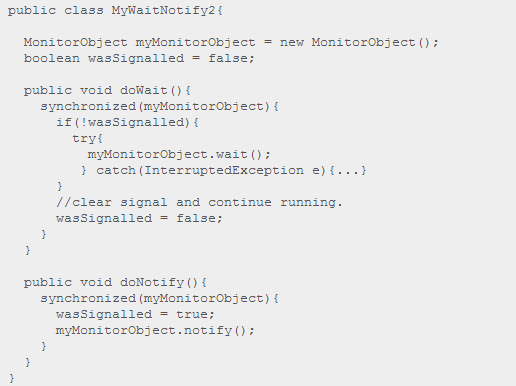 public class MyWaitNotify2{
MonitorObject myMonitorObject = new MonitorObject();
boolean wasSignalled = false;
public void doWait(){
synchronized(myMonitorObject){
if(!wasSignalled){
try{
myMonitorObject.wait();
} catch(InterruptedException e){...}
}
//clear signal and continue running.
wasSignalled = false;
}
}
public void doNotify(){
synchronized(myMonitorObject){
wasSignalled = true;
myMonitorObject.notify();
}
}
}